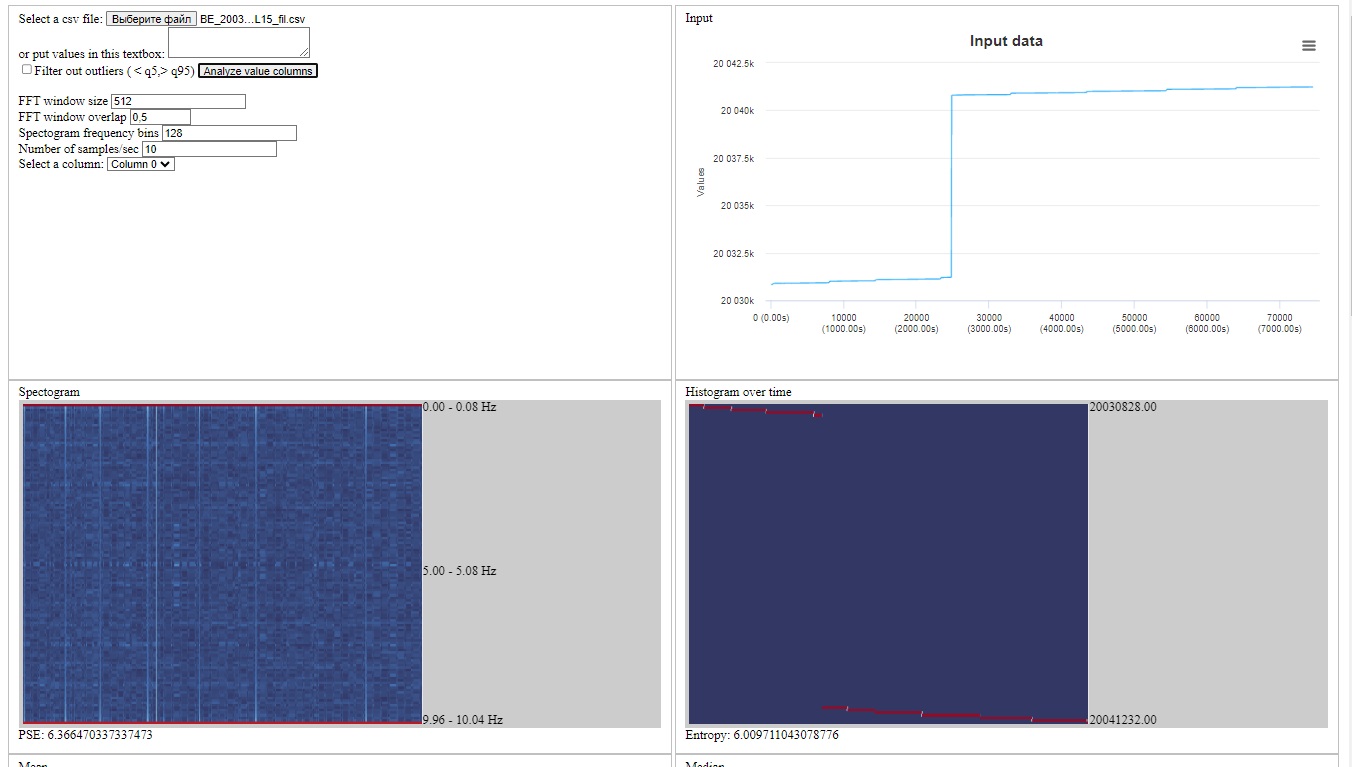 Select a csv file: Выберите файл BE_2003...L15_fil.csv
or put values in this textbox:
Filter out outliers ( < q5,> q95) Analyze value columns
FFT window size 512
FFT window overlap 0,5
Spectogram frequency bins 128
Number of samples/sec 10
Select a column: Column 0
Input
Input data
20 042.5k
20 040k
20 037.5k
20 035k
20 032.5k
20 030k
Values
0 (0.00s)
10000
(1000.00s)
20000
(2000.00s)
30000
(3000.00s)
40000
(4000.00s)
50000
(5000.00s)
60000
(6000.00s)
70000
(7000.00s)
Spectogram
0.00 - 0.08 Hz
5.00 - 5.08 Hz
9.96 - 10.04 Hz
PSE: 6.366470337337473
Histogram over time
20030828.00
20041232.00
Entropy: 6.009711043078776
Mean
Median